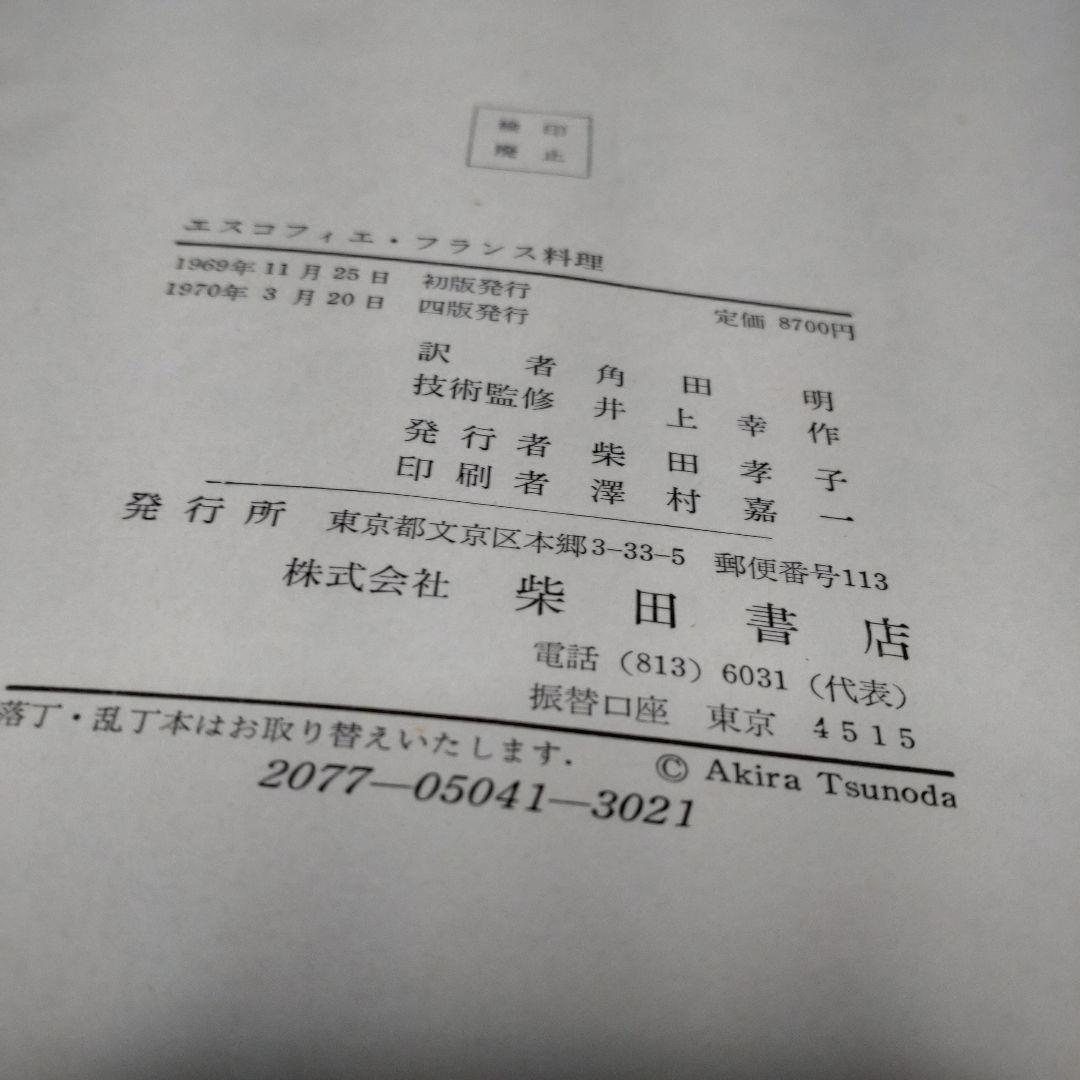 検印
廃止
エスコフィエ・フランス料理
1969年 11 月 25 日 初版発行
1970年 3 月 20 日 四版発行 定価 8700円
訳者 角田明
技術監修 井上幸作
発行者 柴田孝子
印刷者 澤村嘉一
発行所 東京都文京区本郷3-33-5 郵便番号113
株式会社 柴田書店
電話 (813) 6031 (代表)
振替口座 東京 4515
落丁・乱丁本はお取り替えいたします.
© Akira Tsunoda
2077—05041—3021